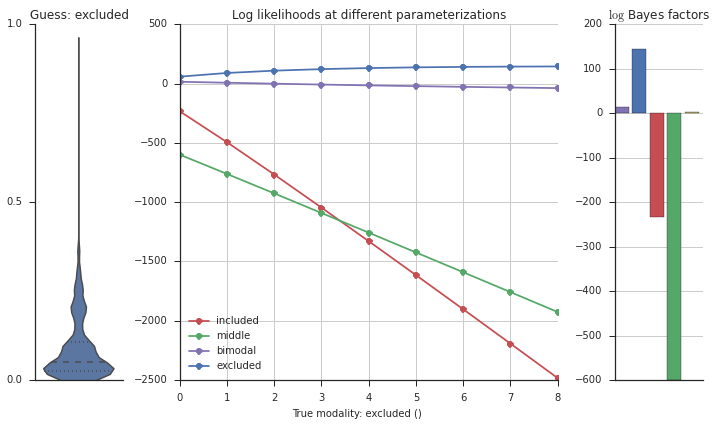 Guess: excluded
1.0
0.5
0.0
Log likelihoods at different parameterizations
500
0
−500
−1000
−1500
−2000
−2500
included
middle
bimodal
excluded
0 1 2 3 4 5 6 7 8
True modality: excluded ()
log Bayes factors
200
100
0
−100
−200
−300
−400
−500
−600